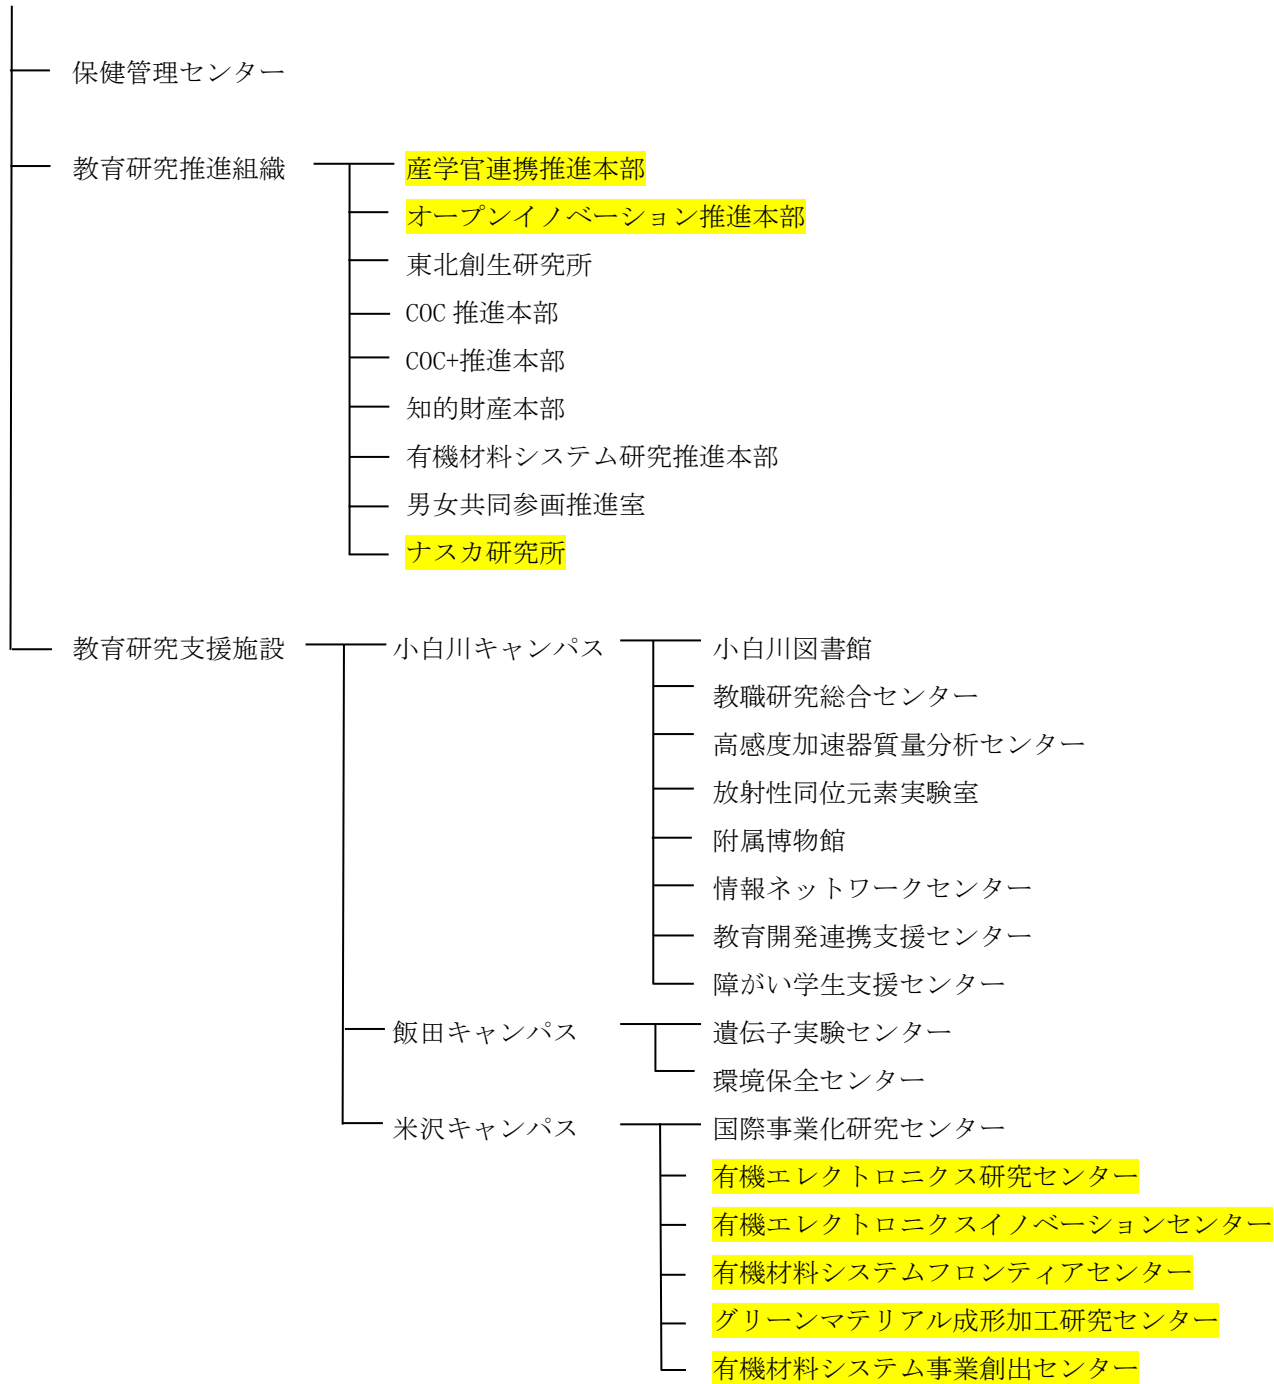 保健管理センター
教育研究推進組織 産学官連携推進本部
オープンイノベーション推進本部
東北創生研究所
COC 推進本部
COC+推進本部
知的財産本部
有機材料システム研究推進本部
男女共同参画推進室
ナスカ研究所
教育研究支援施設 小白川キャンパス 小白川図書館
教職研究総合センター
高感度加速器質量分析センター
放射性同位元素実験室
附属博物館
情報ネットワークセンター
教育開発連携支援センター
障がい学生支援センター
飯田キャンパス 遺伝子実験センター
環境保全センター
米沢キャンパス 国際事業化研究センター
有機エレクトロニクス研究センター
有機エレクトロニクスイノベーションセンター
有機材料システムフロンティアセンター
グリーンマテリアル成形加工研究センター
有機材料システム事業創出センター